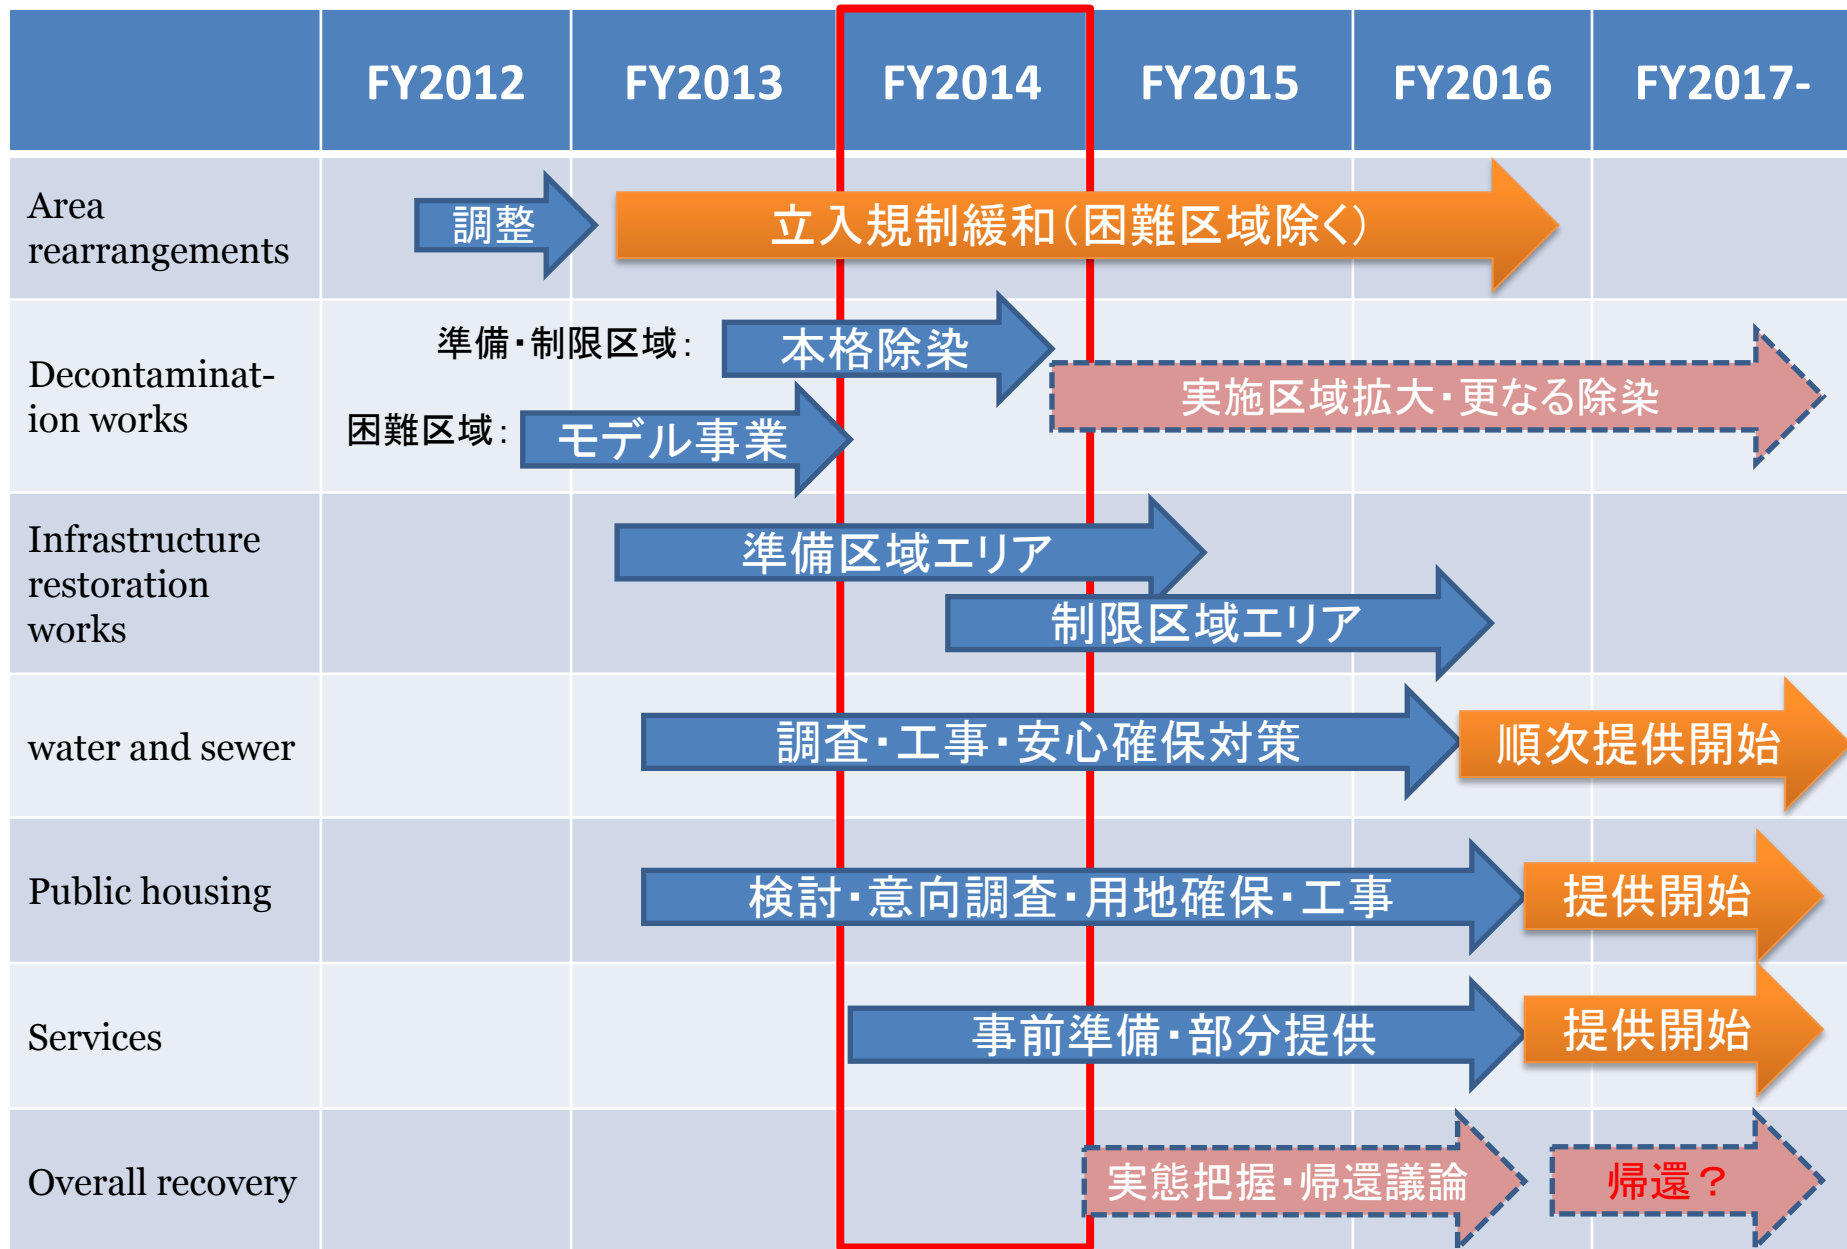 FY2012 FY2013 FY2014 FY2015 FY2016 FY2017-
Area
rearrangements
調整
立入規制緩和（困難区域除く）
Decontaminat-
ion works
準備・制限区域：
本格除染
困難区域：
モデル事業
実施区域拡大・更なる除染
Infrastructure
restoration
works
準備区域エリア
制限区域エリア
water and sewer
調査・工事・安心確保対策
順次提供開始
Public housing
検討・意向調査・用地確保・工事
提供開始
Services
事前準備・部分提供
提供開始
Overall recovery
実態把握・帰還議論
帰還？